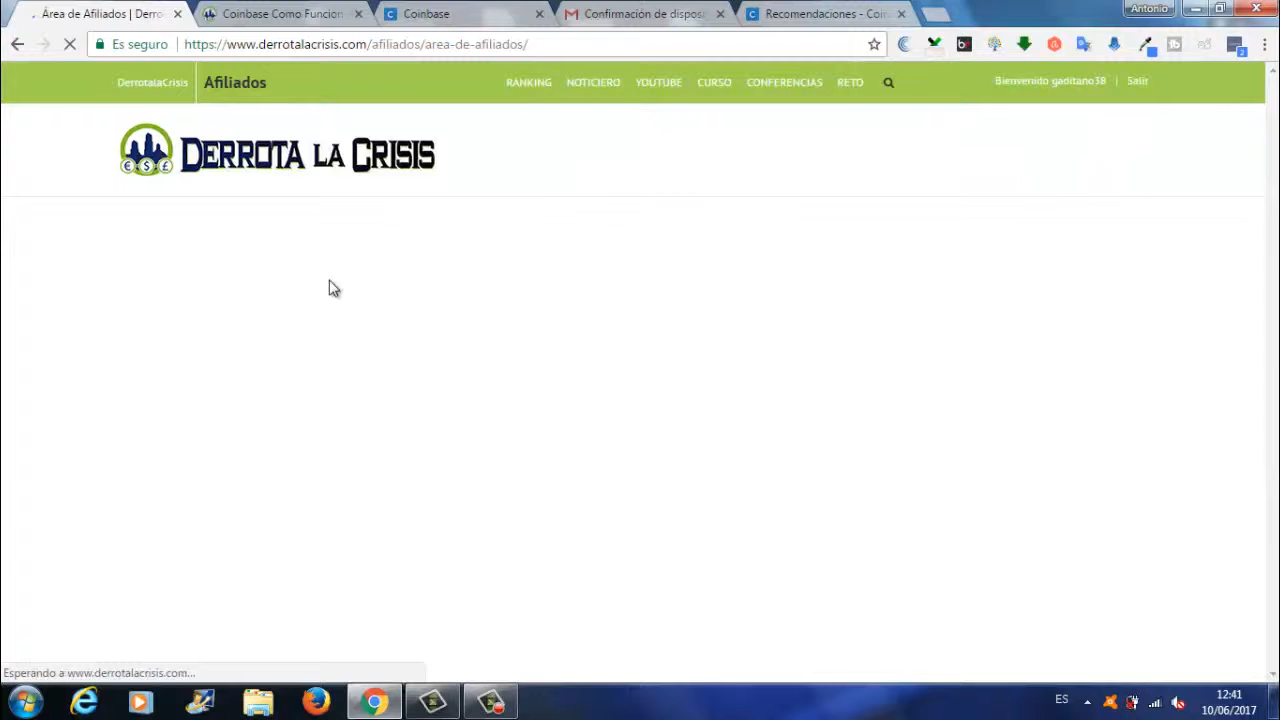 Área de Afiliados | Derro
Coinbase Como Funcion
Coinbase
Confirmación de disposi
Recomendaciones - Coin
Antonio
Es seguro
https://www.derrotalacrisis.com/afiliados/area-de-afiliados/
DerrotalaCrisis
Afiliados
RANKING
NOTICIERO
YOUTUBE
CURSO
CONFERENCIAS
RETO
Bienvenido gaditano38 | Salir
DERROTA LA CRISIS
Esperando a www.derrotalacrisis.com...
ES
12:41
10/06/2017